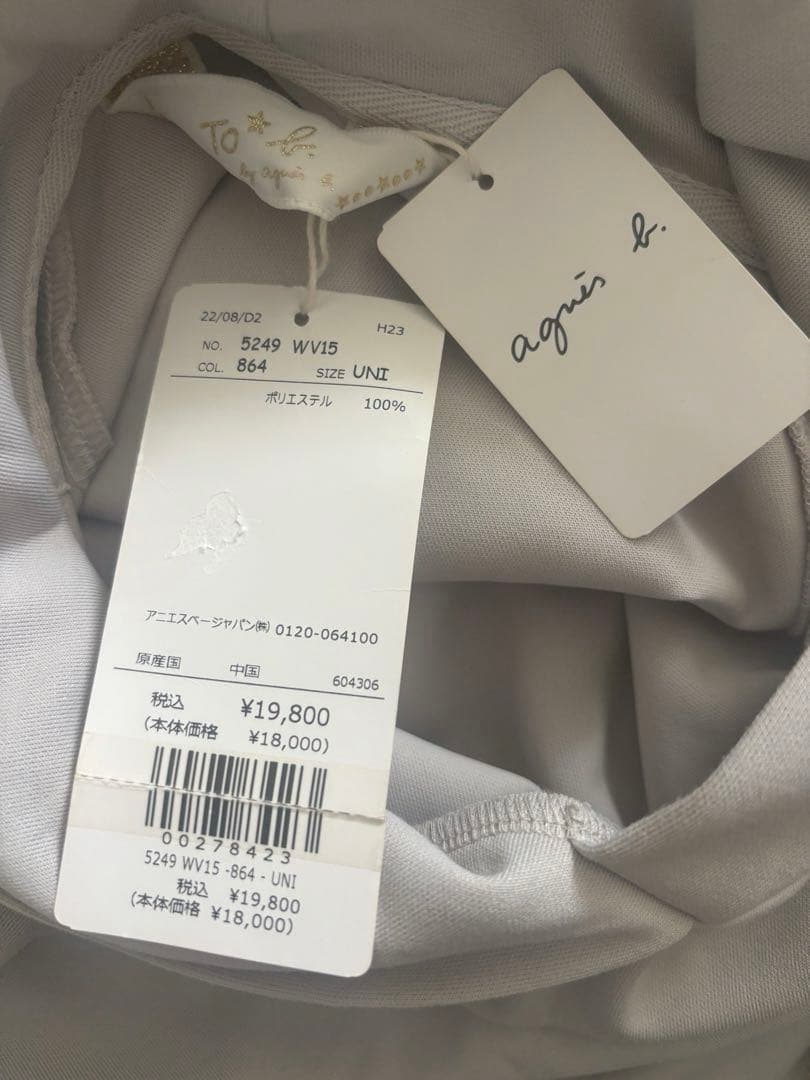 TO ★ b.
by agnès b.
agnès b.
22/08/D2
H23
NO. 5249 WV15
COL. 864 SIZE UNI
ポリエステル 100%
アニエスベージャパン㈱ 0120-064100
原産国 中国 604306
税込 ¥19,800
(本体価格 ¥18,000)
00278423
5249 WV15 -864 - UNI
税込 ¥19,800
(本体価格 ¥18,000)